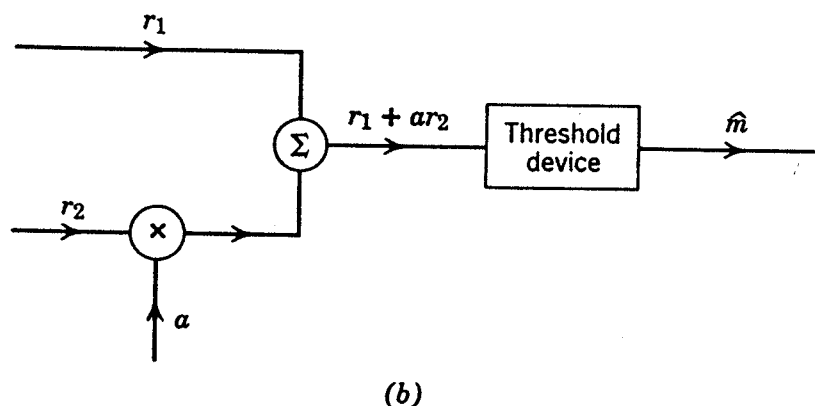 r₁
Σ
r₁ + ar₂
Threshold
device
m̂
r₂
×
a
(b)